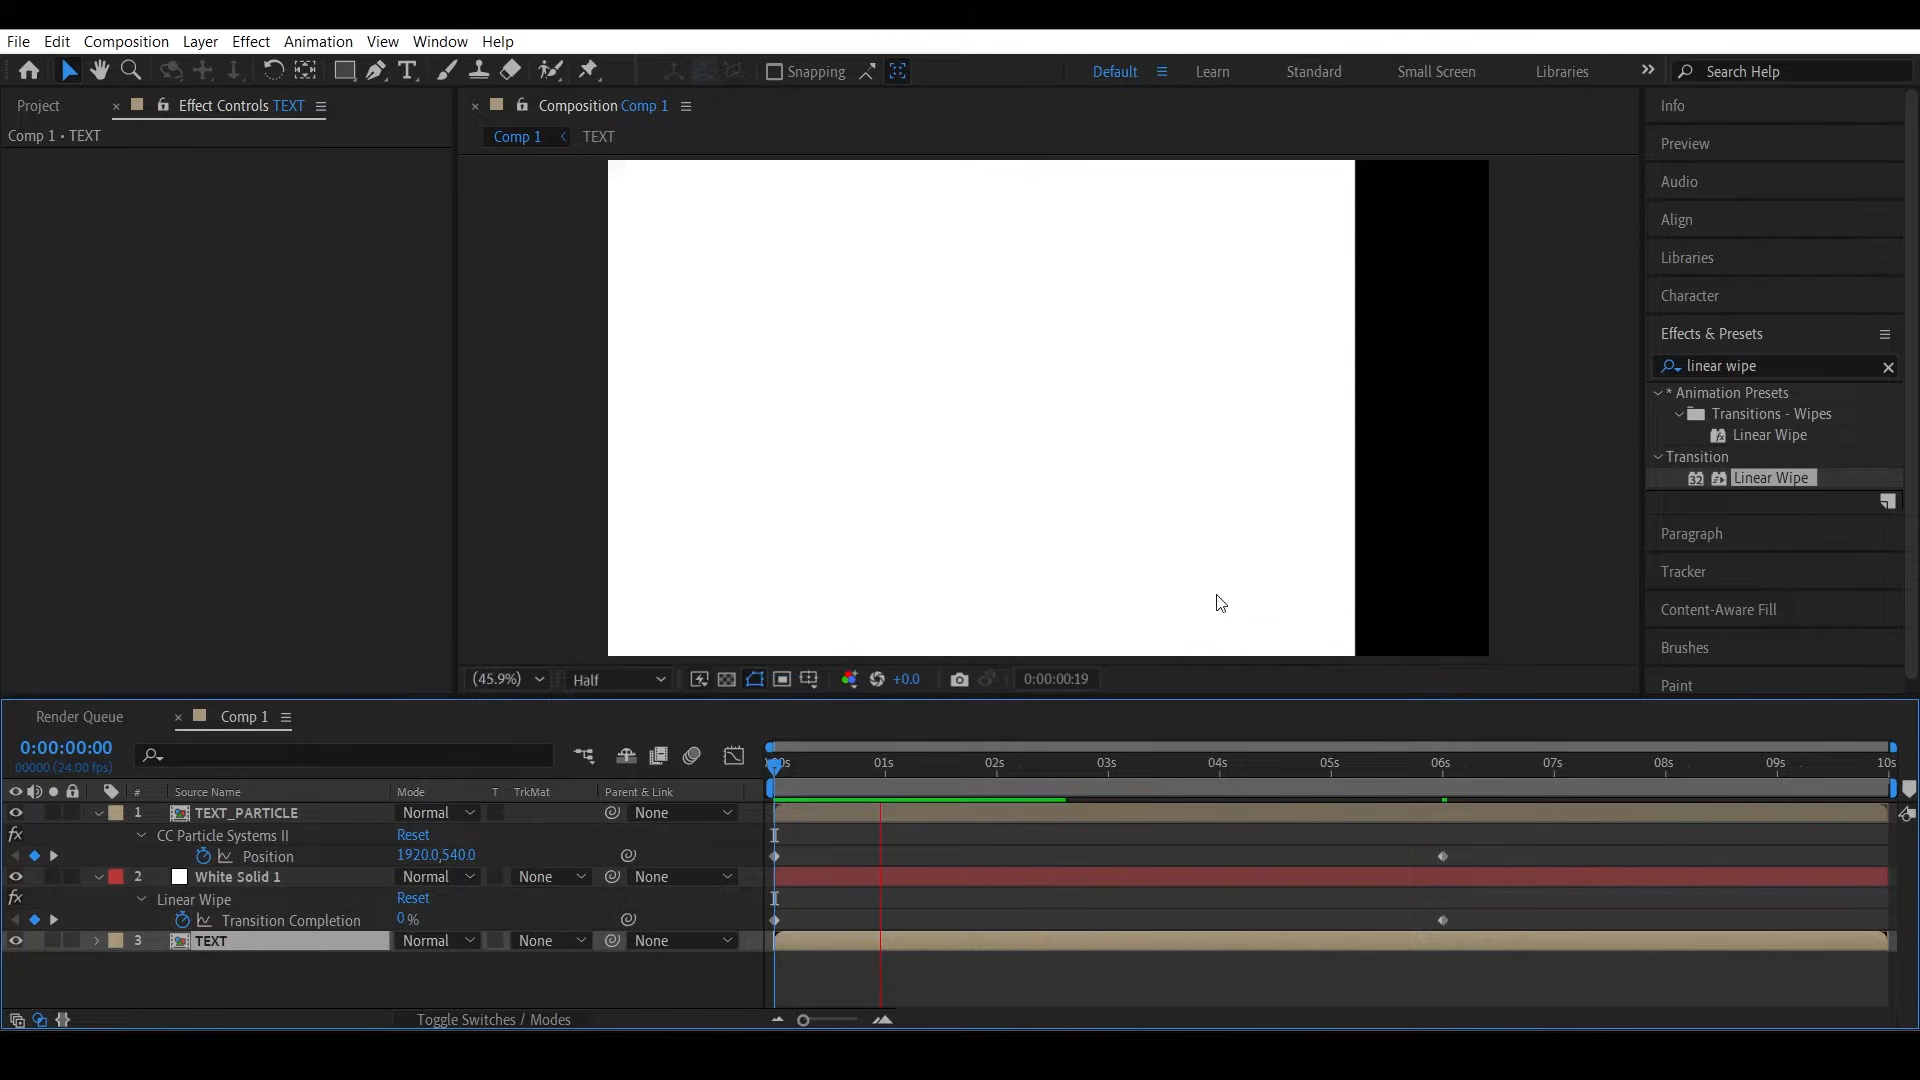 File Edit Composition Layer Effect Animation View Window Help
Snapping Default Learn Standard Small Screen Libraries Search Help
Project Effect Controls TEXT Composition Comp 1 Info
Comp 1 • TEXT Comp 1 TEXT
Preview
Audio
Align
Libraries
Character
Effects & Presets
linear wipe
* Animation Presets
Transitions - Wipes
Linear Wipe
Transition
32 Linear Wipe
Paragraph
Tracker
Content-Aware Fill
Brushes
Paint
(45.9%) Half +0.0 0:00:00:19
Render Queue Comp 1
0:00:00:00
00000 (24.00 fps)
01s 02s 03s 04s 05s 06s 07s 08s 09s 10s
# Source Name Mode T TrkMat Parent & Link
1 TEXT_PARTICLE Normal None
fx CC Particle Systems II Reset
Position 1920.0,540.0
2 White Solid 1 Normal None None
fx Linear Wipe Reset
Transition Completion 0 %
3 TEXT Normal None None
Toggle Switches / Modes